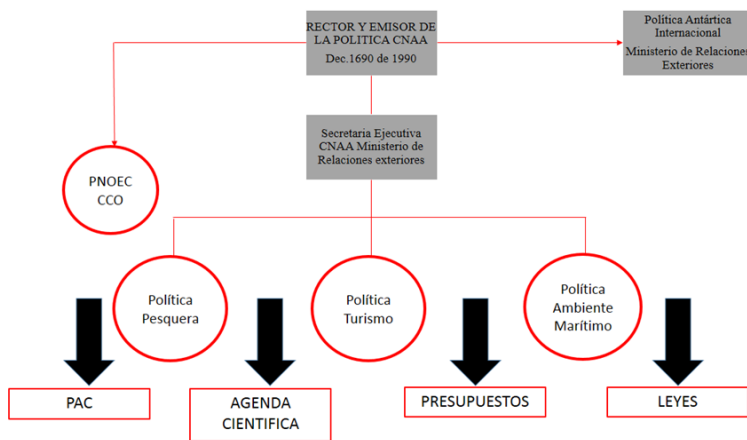 RECTOR Y EMISOR DE
LA POLITICA CNAA
Dec.1690 de 1990
Política Antártica
Internacional
Ministerio de Relaciones
Exteriores
Secretaria Ejecutiva
CNAA Ministerio de
Relaciones exteriores
PNOEC
CCO
Política
Pesquera
Política
Turismo
Política
Ambiente
Marítimo
PAC
AGENDA
CIENTIFICA
PRESUPUESTOS
LEYES